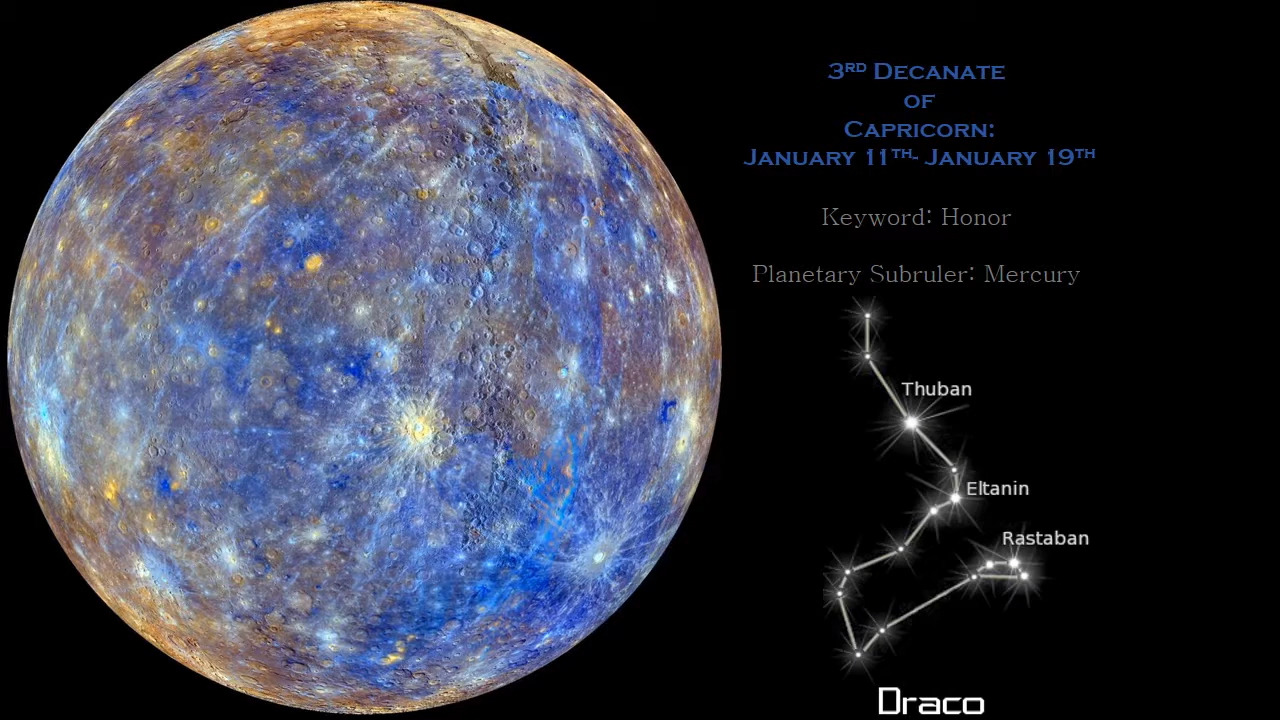 3RD Decanate
of
Capricorn:
January 11TH- January 19TH
Keyword: Honor
Planetary Subruler: Mercury
Thuban
Eltanin
Rastaban
Draco